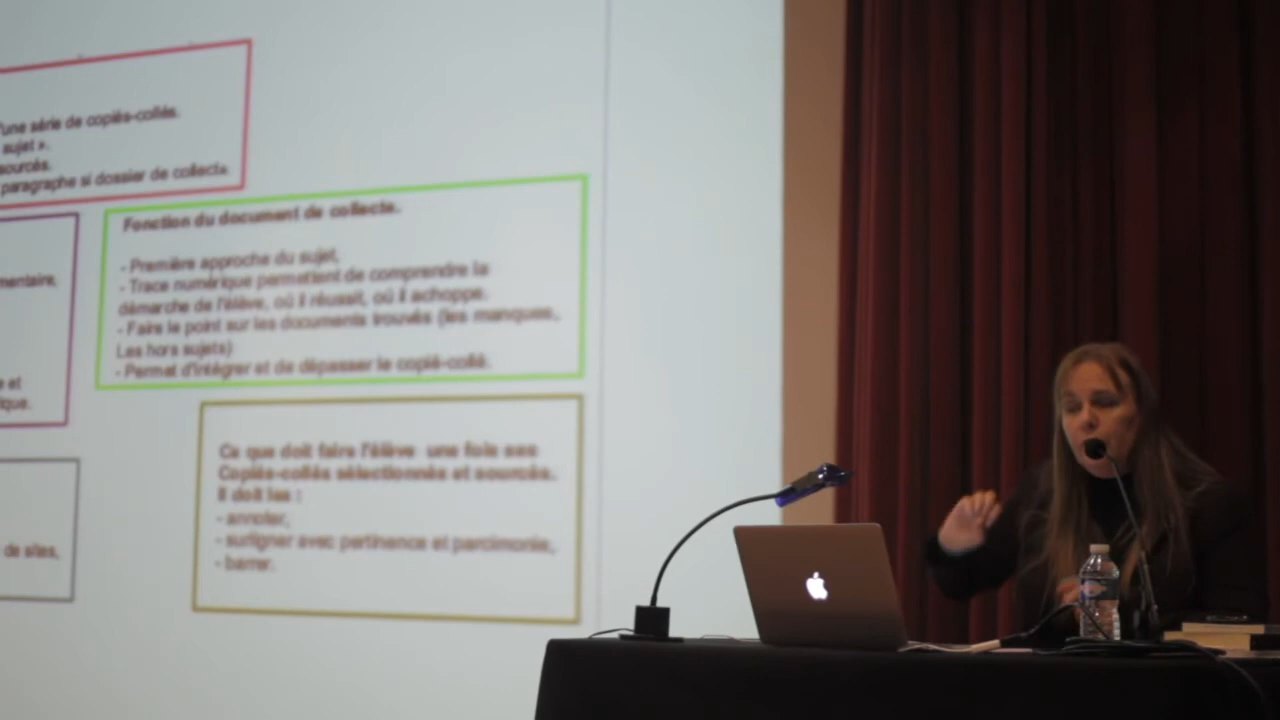 'une série de copiés-collés.
sujet ».
sourcés.
paragraphe si dossier de collecte
mentaire,
e et
ique.
de sites,
Fonction du document de collecte.
- Première approche du sujet,
- Trace numérique permettent de comprendre la
démarche de l'élève, où il réussit, où il achoppe.
- Faire le point sur les documents trouvés (les manques,
Les hors sujets)
- Permet d'intégrer et de dépasser le copié-collé.
Ce que doit faire l'élève une fois ses
Copiés-collés sélectionnés et sourcés.
Il doit les :
- annoter,
- surligner avec pertinence et parcimonie,
- barrer.